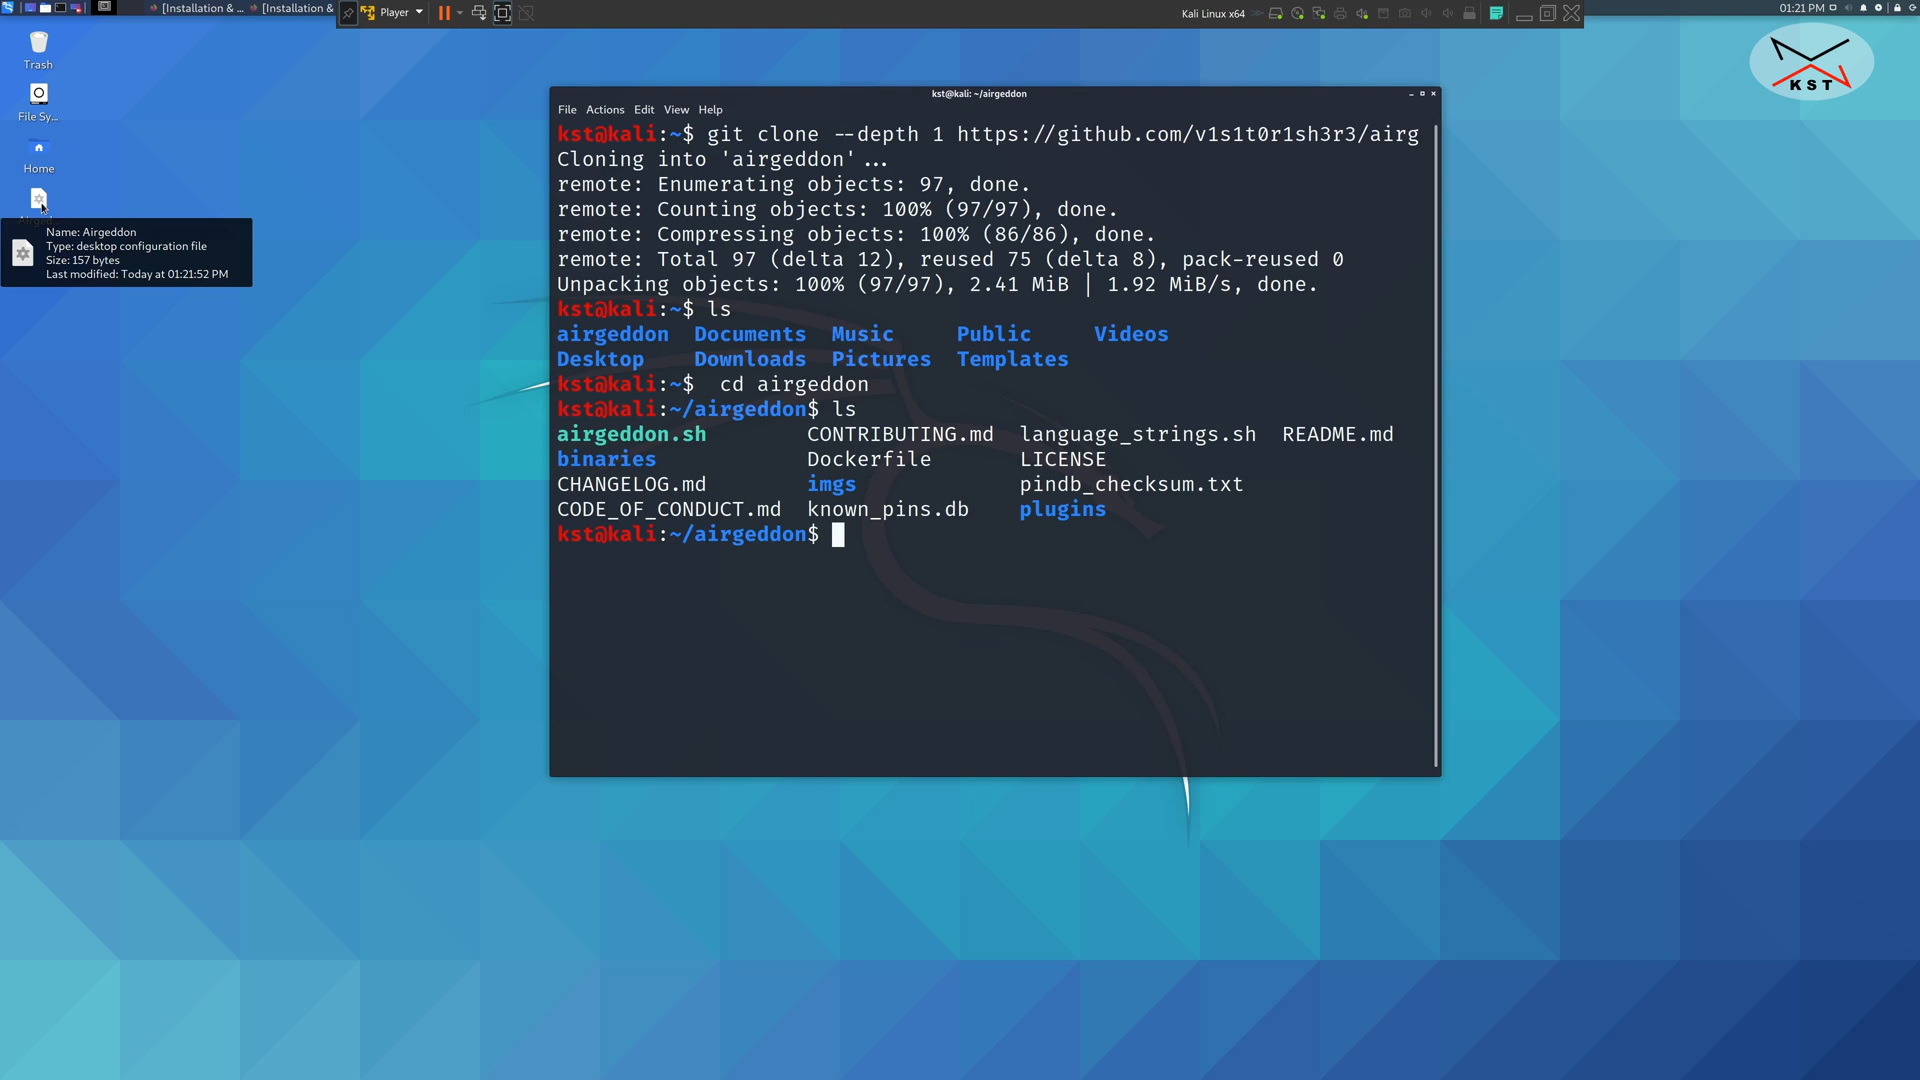 [Installation & ...
[Installation &
Player
Kali Linux x64
01:21 PM
Trash
File Sy...
Home
Name: Airgeddon
Type: desktop configuration file
Size: 157 bytes
Last modified: Today at 01:21:52 PM
KST
kst@kali: ~/airgeddon
File Actions Edit View Help
kst@kali:~$ git clone --depth 1 https://github.com/v1s1t0r1sh3r3/airg
Cloning into 'airgeddon'...
remote: Enumerating objects: 97, done.
remote: Counting objects: 100% (97/97), done.
remote: Compressing objects: 100% (86/86), done.
remote: Total 97 (delta 12), reused 75 (delta 8), pack-reused 0
Unpacking objects: 100% (97/97), 2.41 MiB | 1.92 MiB/s, done.
kst@kali:~$ ls
airgeddon Documents Music Public Videos
Desktop Downloads Pictures Templates
kst@kali:~$  cd airgeddon
kst@kali:~/airgeddon$ ls
airgeddon.sh CONTRIBUTING.md language_strings.sh README.md
binaries Dockerfile LICENSE
CHANGELOG.md imgs pindb_checksum.txt
CODE_OF_CONDUCT.md known_pins.db plugins
kst@kali:~/airgeddon$